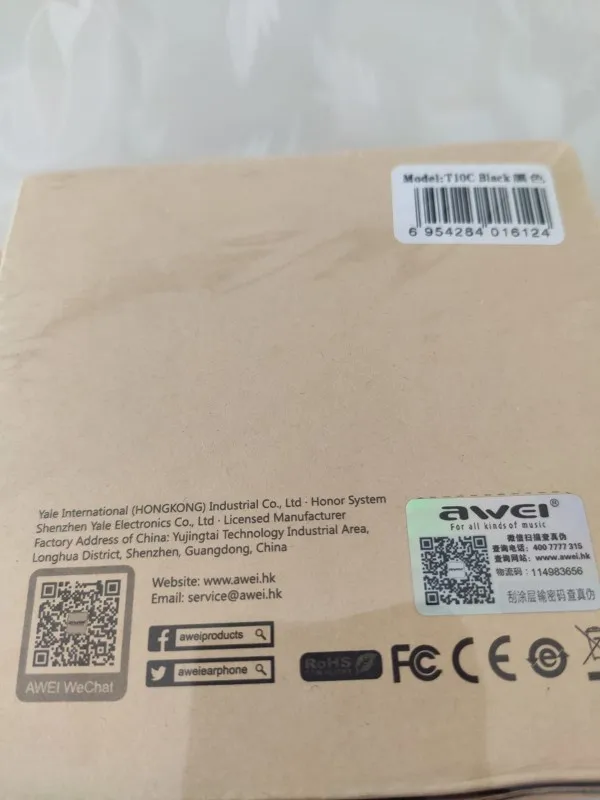 Model:T10C Black 黑色
6 954284 016124
Yale International (HONGKONG) Industrial Co., Ltd · Honor System
Shenzhen Yale Electronics Co., Ltd · Licensed Manufacturer
Factory Address of China: Yujingtai Technology Industrial Area,
Longhua District, Shenzhen, Guangdong, China
awei®
For all kinds of music
微信扫描查真伪
查询电话: 400 7777 315
查询网站: www.awei.hk
物流码: 114983656
刮涂层输密码查真伪
Website: www.awei.hk
Email: service@awei.hk
aweiproducts
aweiearphone
AWEI WeChat
RoHS
FC CE